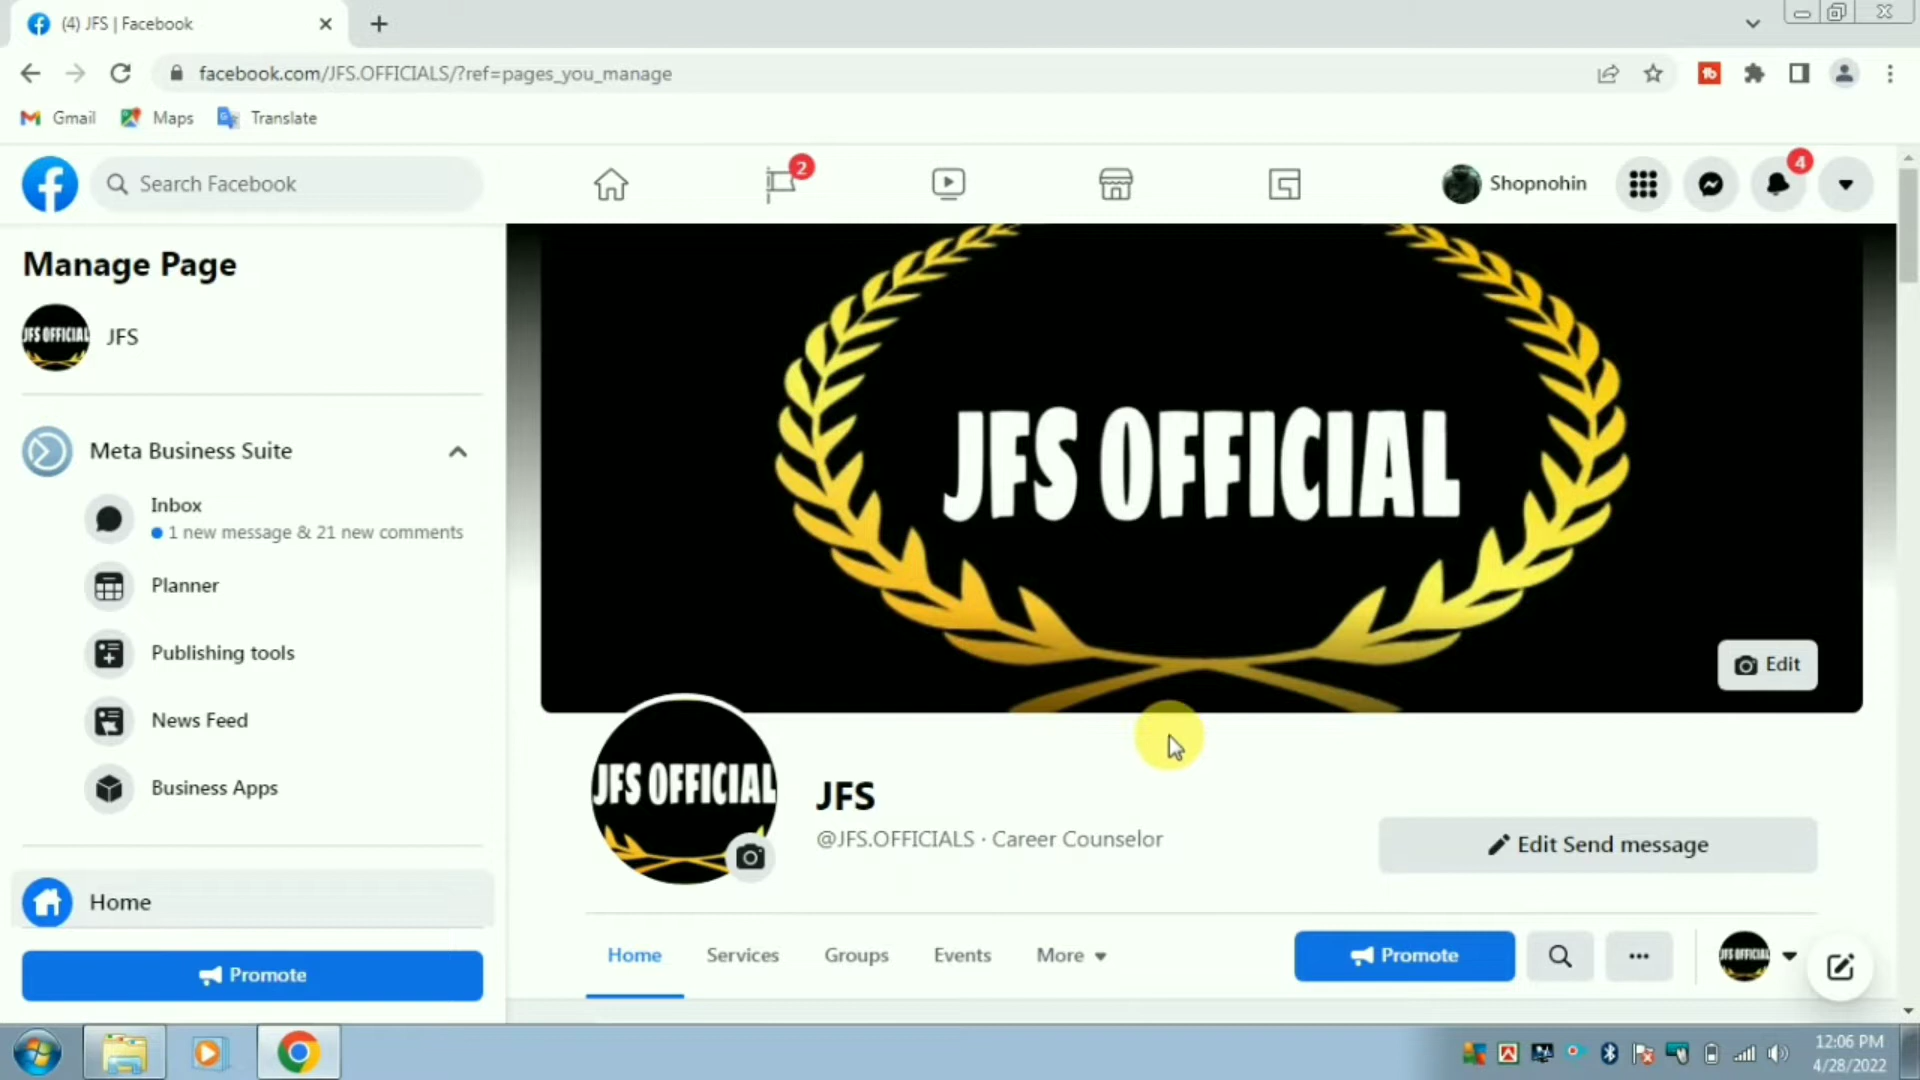 (4) JFS | Facebook
facebook.com/JFS.OFFICIALS/?ref=pages_you_manage
Gmail Maps Translate
Search Facebook
2
Shopnohin
4
Manage Page
JFS OFFICIAL
JFS
Meta Business Suite
Inbox
1 new message & 21 new comments
Planner
Publishing tools
News Feed
Business Apps
Home
Promote
JFS OFFICIAL
Edit
JFS OFFICIAL
JFS
@JFS.OFFICIALS · Career Counselor
Edit Send message
Home Services Groups Events More
Promote
JFS OFFICIAL
12:06 PM
4/28/2022